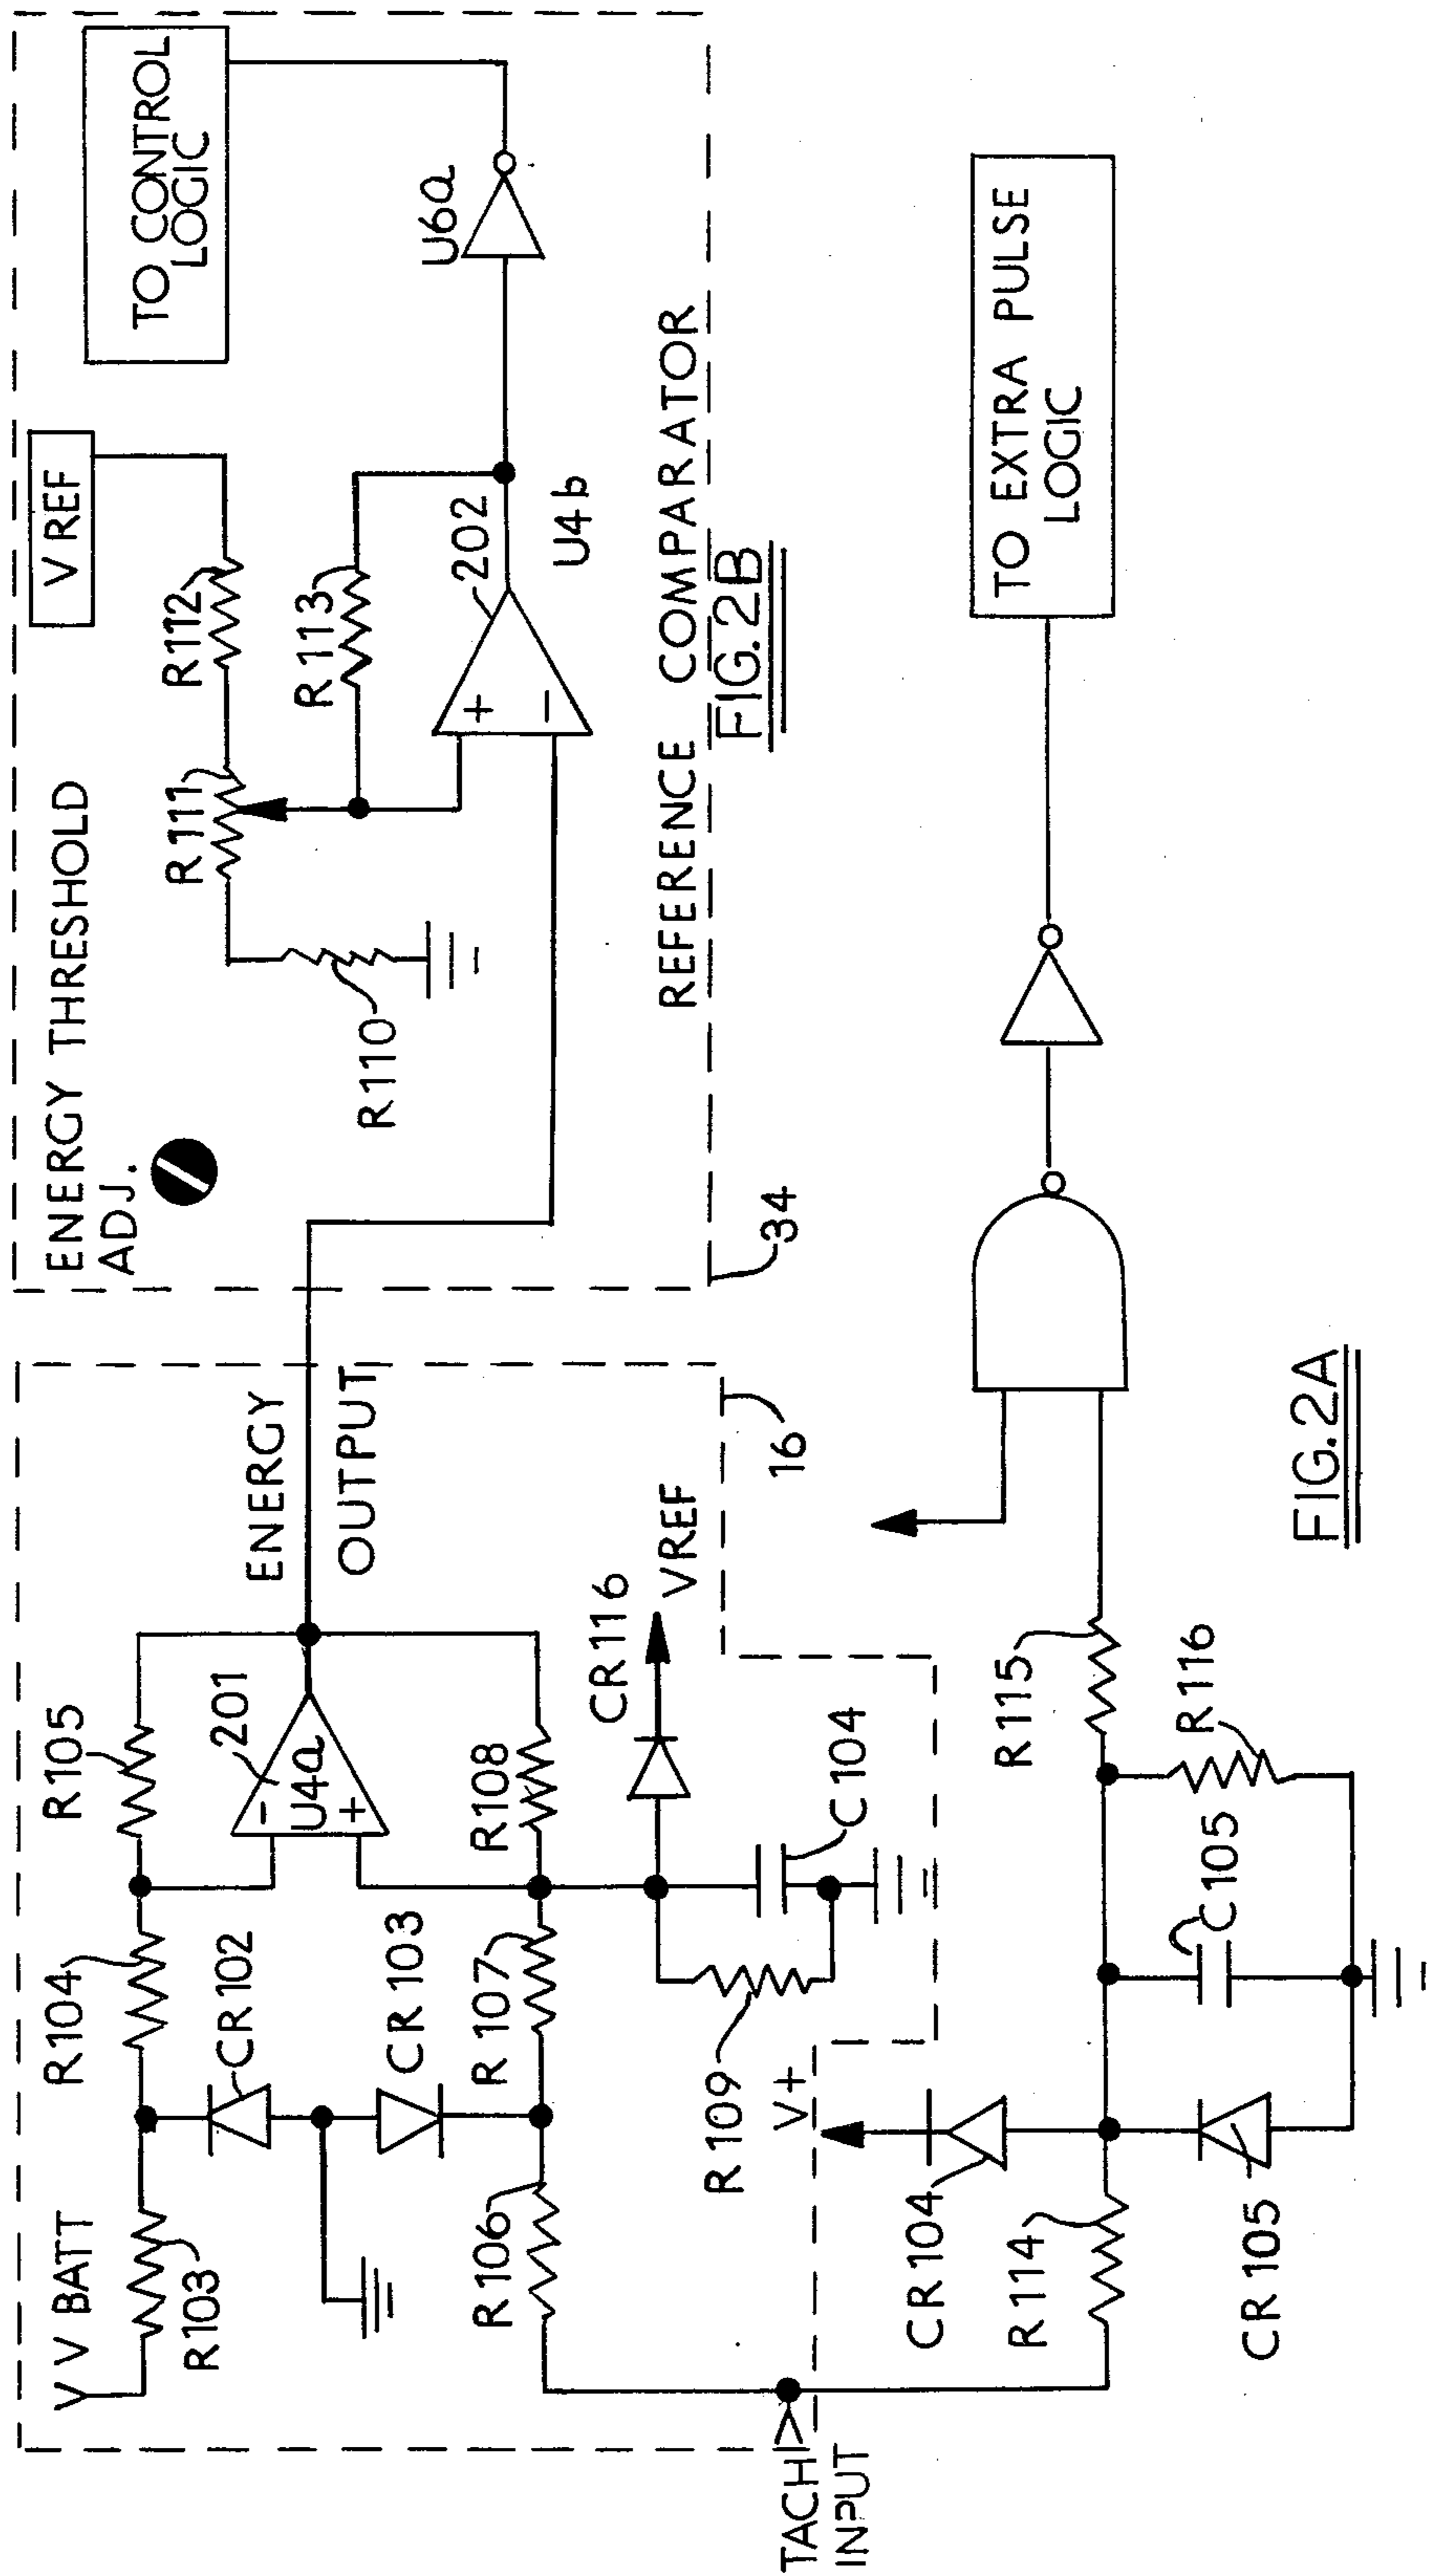 V BATT
R103
R104
R105
CR102
201
-
U4a
+
CR103
R106
R107
R108
ENERGY
OUTPUT
CR116
VREF
R109
C104
16
TACH
INPUT
V+
CR104
R114
CR105
C105
R116
R115
TO EXTRA PULSE
LOGIC
FIG.2A
ENERGY THRESHOLD
ADJ.
R110
R111
R112
V REF
R113
+
-
202
U4b
U6a
TO CONTROL
LOGIC
REFERENCE COMPARATOR
34
FIG.2B